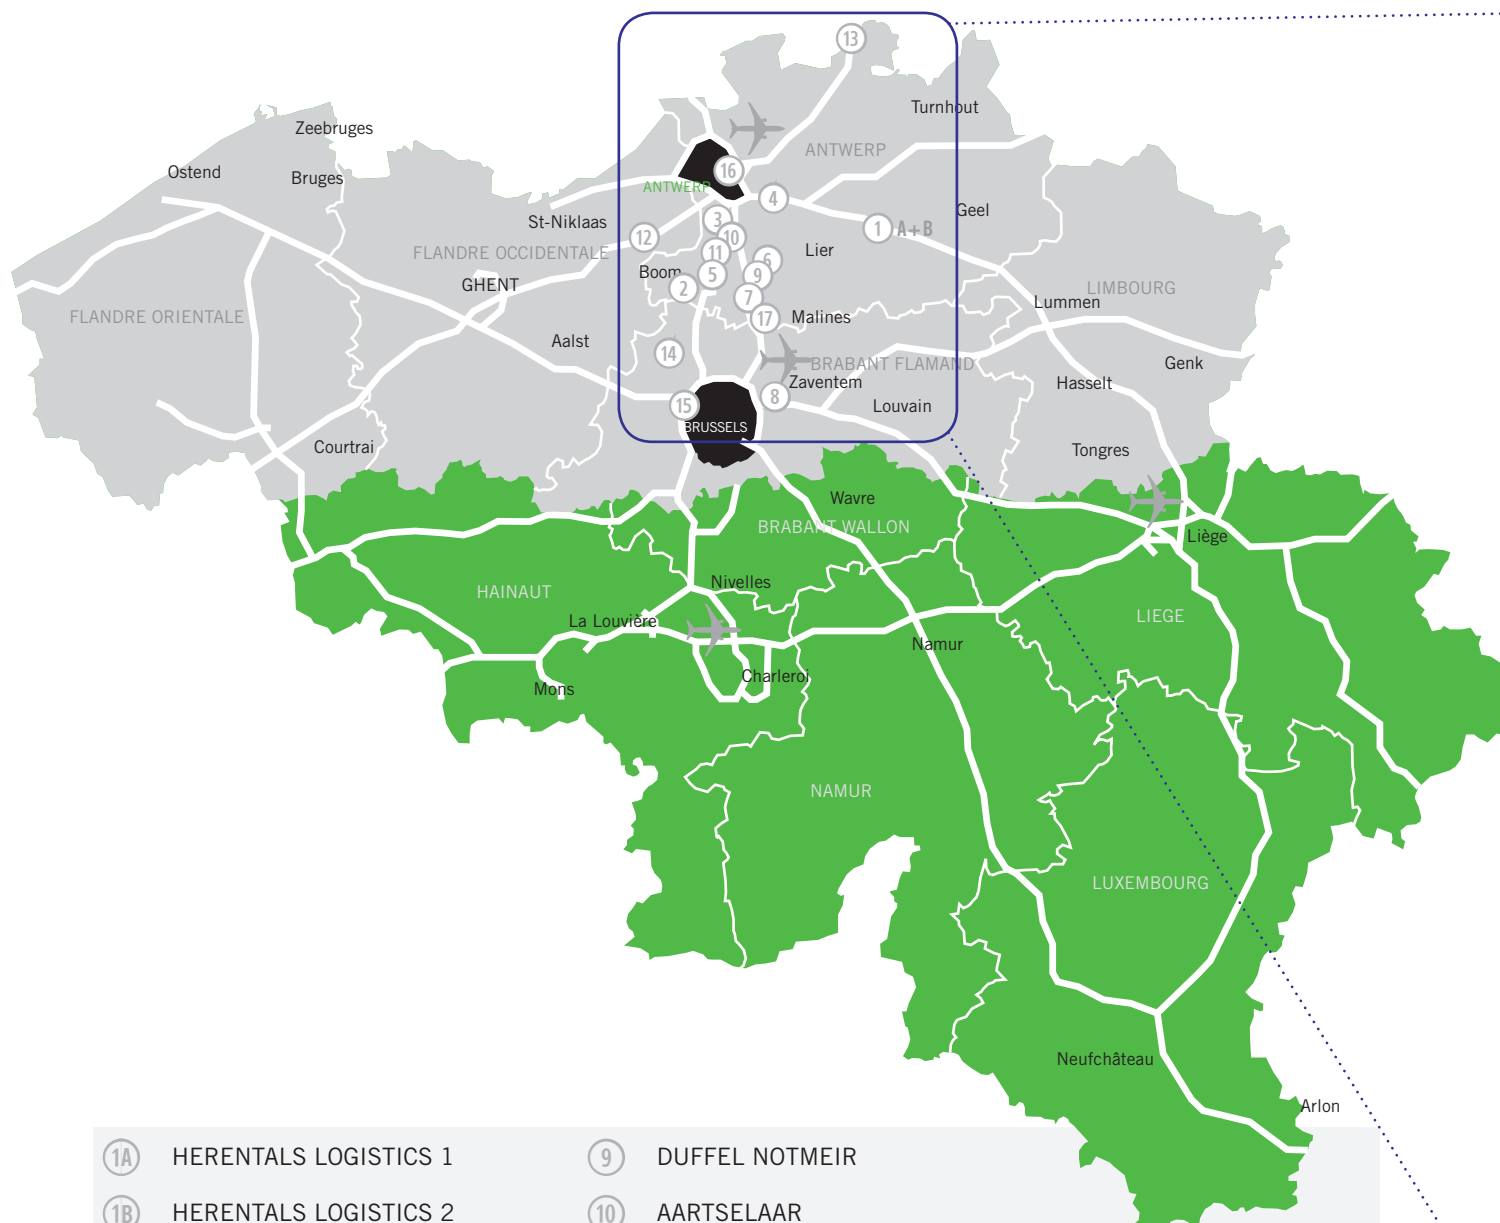 13
Turnhout
Zeebruges
ANTWERP
Ostend
16
Bruges
ANTWERP
4
Geel
St-Niklaas
3
1 A+B
12
10
FLANDRE OCCIDENTALE
11
Lier
6
Boom
5
9
GHENT
2
LIMBOURG
7
Lummen
FLANDRE ORIENTALE
17
Malines
Aalst
14
BRABANT FLAMAND
Genk
Zaventem
Hasselt
8
15
Louvain
BRUSSELS
Courtrai
Tongres
Wavre
BRABANT WALLON
Liège
Nivelles
HAINAUT
LIEGE
La Louvière
Namur
Charleroi
Mons
NAMUR
LUXEMBOURG
Neufchâteau
Arlon
1A HERENTALS LOGISTICS 1
9 DUFFEL NOTMEIR
1B HERENTALS LOGISTICS 2
10 AARTSELAAR